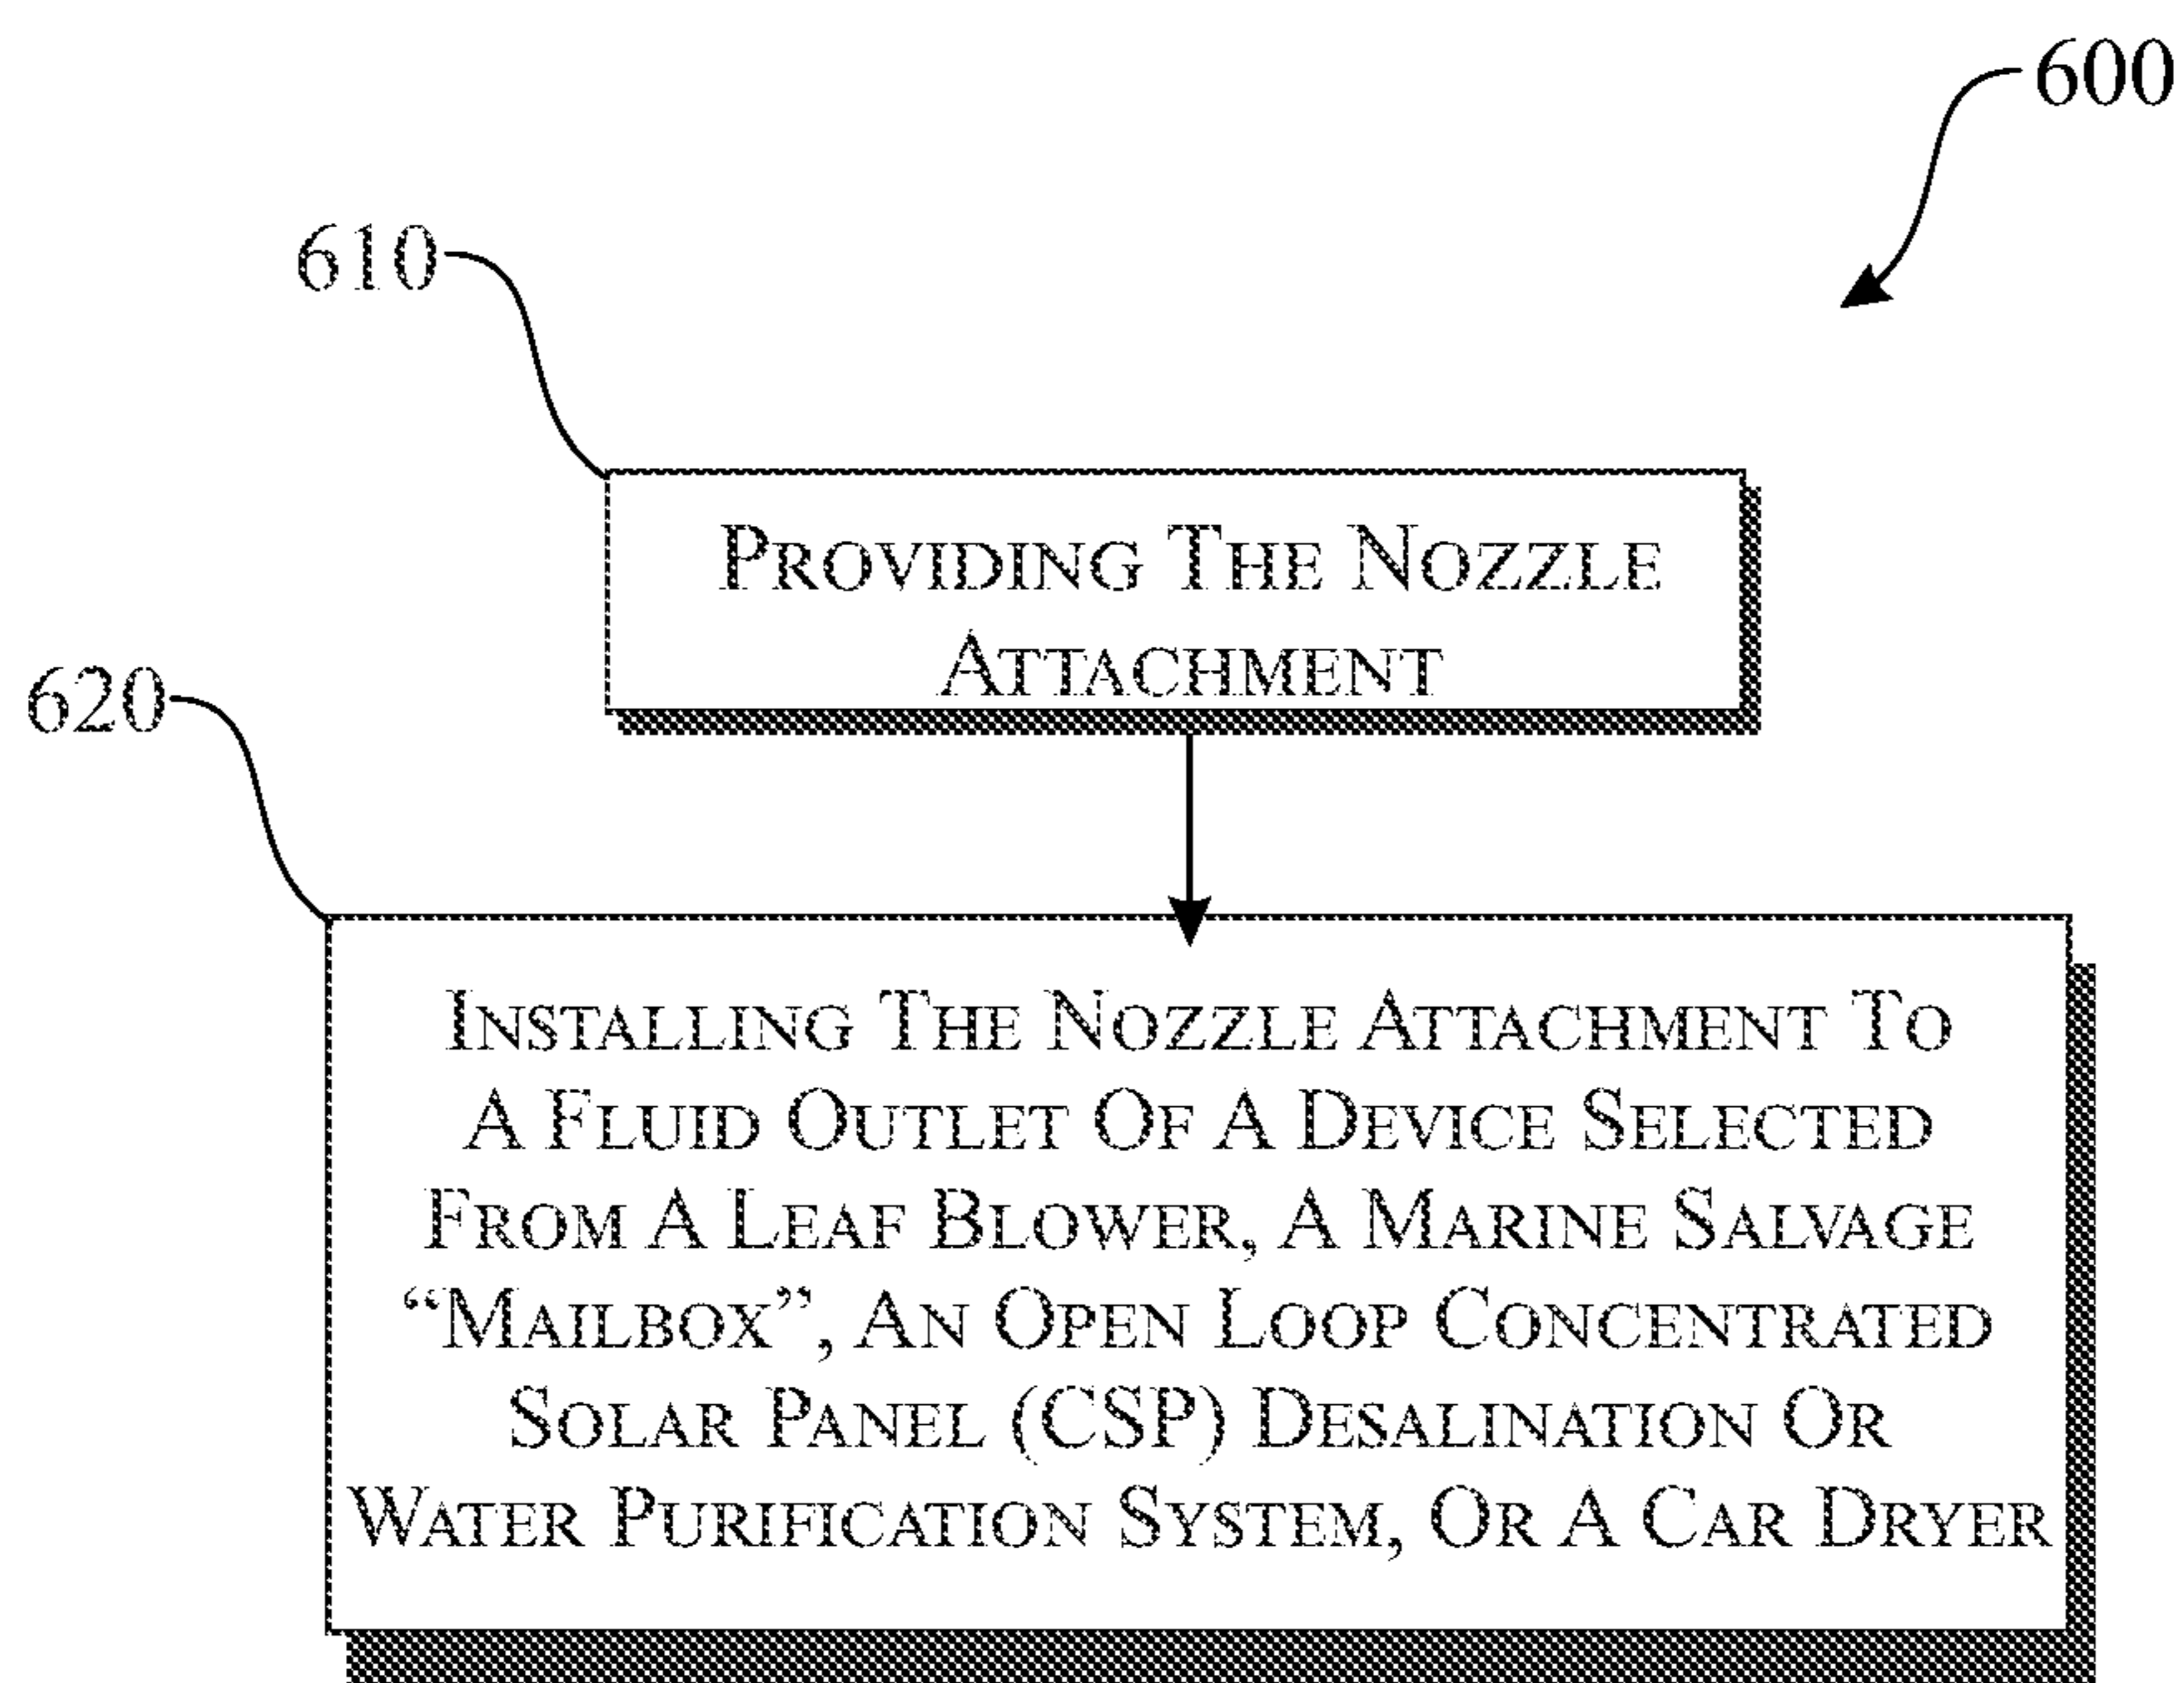 600
610
PROVIDING THE NOZZLE
ATTACHMENT
620
INSTALLING THE NOZZLE ATTACHMENT TO
A FLUID OUTLET OF A DEVICE SELECTED
FROM A LEAF BLOWER, A MARINE SALVAGE
“MAILBOX”, AN OPEN LOOP CONCENTRATED
SOLAR PANEL (CSP) DESALINATION OR
WATER PURIFICATION SYSTEM, OR A CAR DRYER